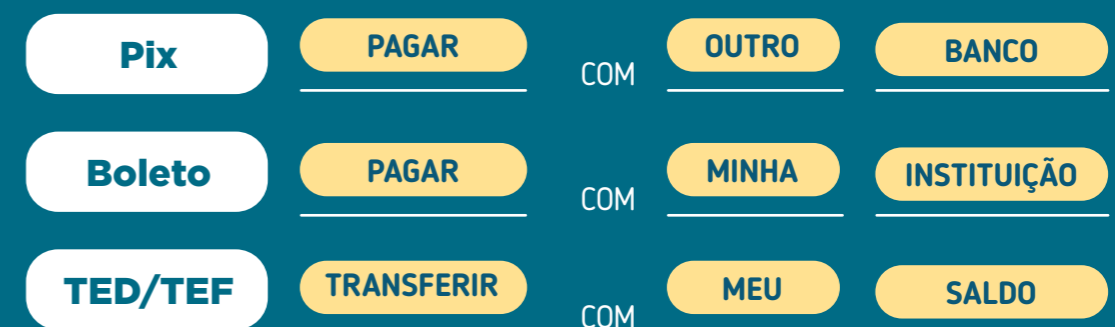 Pix PAGAR COM OUTRO BANCO
Boleto PAGAR COM MINHA INSTITUIÇÃO
TED/TEF TRANSFERIR COM MEU SALDO